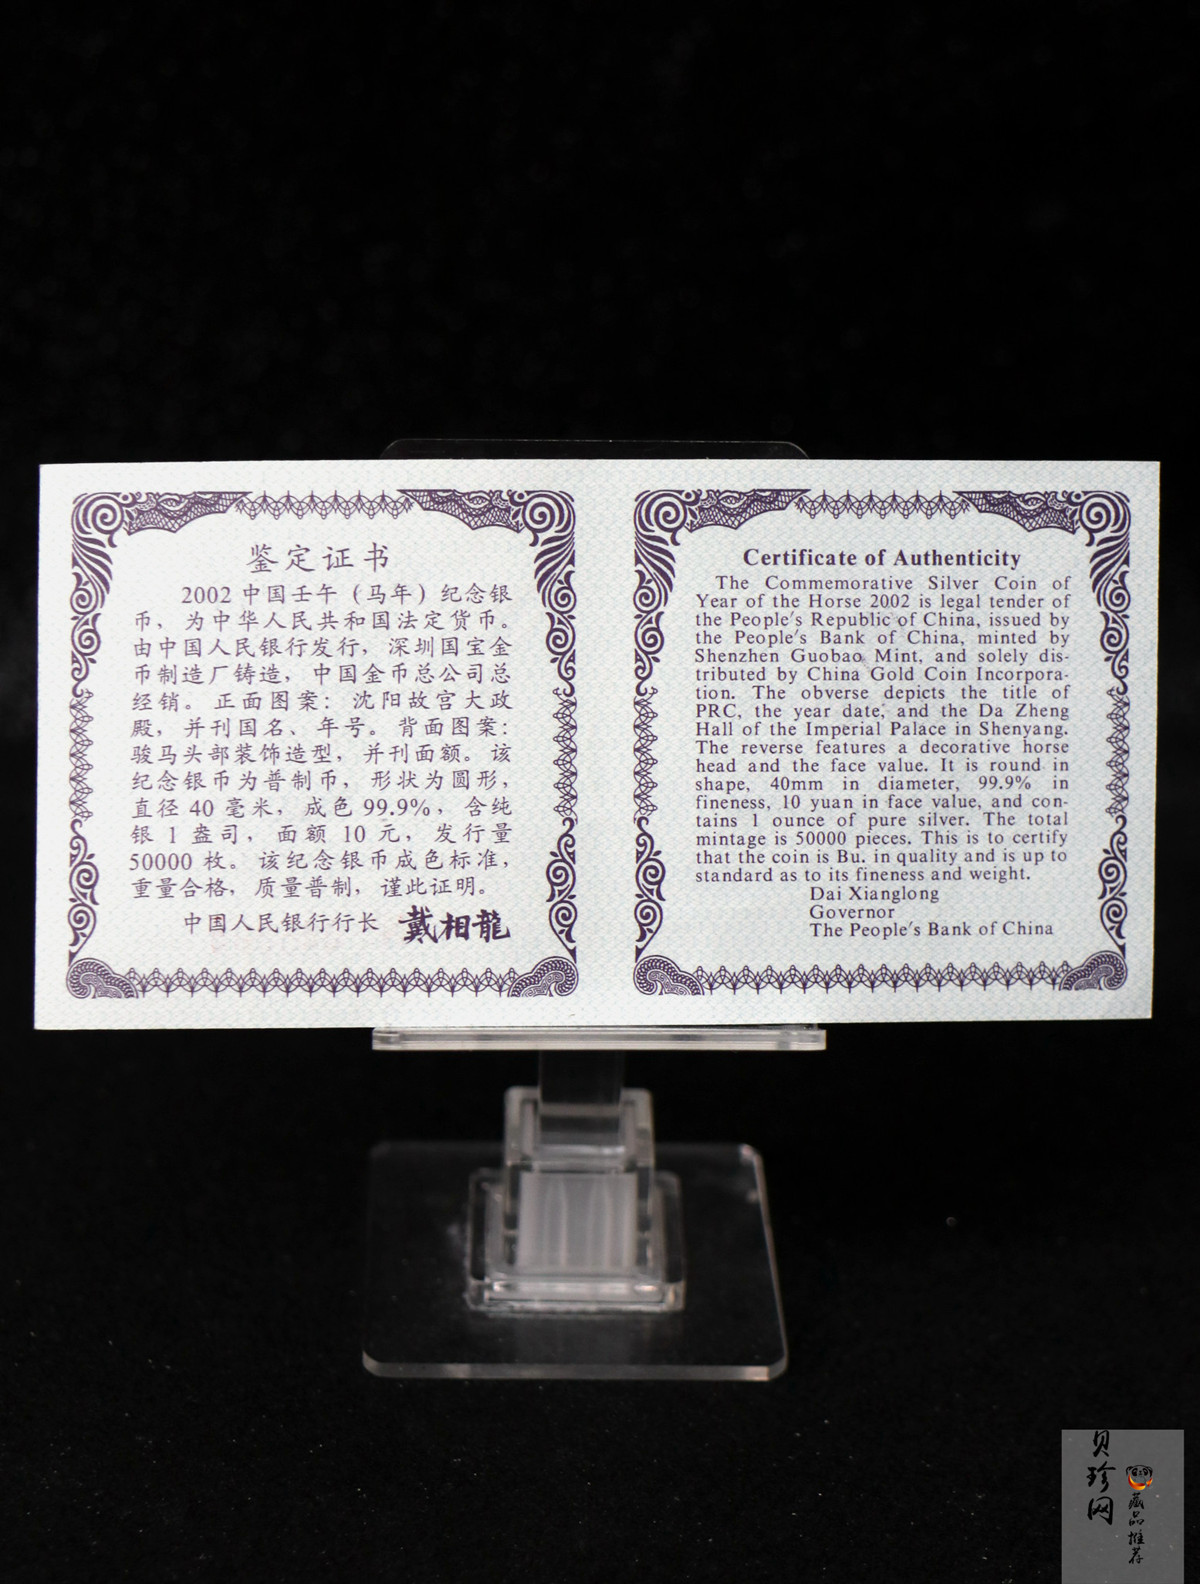 鉴定证书
2002中国壬午（马年）纪念银
币，为中华人民共和国法定货币。
由中国人民银行发行，深圳国宝金
币制造厂铸造，中国金币总公司总
经销。正面图案：沈阳故宫大政
殿，并刊国名、年号。背面图案：
骏马头部装饰造型，并刊面额。该
纪念银币为普制币，形状为圆形，
直径40毫米，成色99.9%，含纯
银1盎司，面额10元，发行量
50000枚。该纪念银币成色标准，
重量合格，质量普制，谨此证明。
中国人民银行行长 戴相龍
Certificate of Authenticity
The Commemorative Silver Coin of
Year of the Horse 2002 is legal tender of
the People's Republic of China, issued by
the People's Bank of China, minted by
Shenzhen Guobao Mint, and solely dis-
tributed by China Gold Coin Incorpora-
tion. The obverse depicts the title of
PRC, the year date, and the Da Zheng
Hall of the Imperial Palace in Shenyang.
The reverse features a decorative horse
head and the face value. It is round in
shape, 40mm in diameter, 99.9% in
fineness, 10 yuan in face value, and con-
tains 1 ounce of pure silver. The total
mintage is 50000 pieces. This is to certify
that the coin is Bu. in quality and is up to
standard as to its fineness and weight.
Dai Xianglong
Governor
The People's Bank of China
贝珍网
藏品推荐